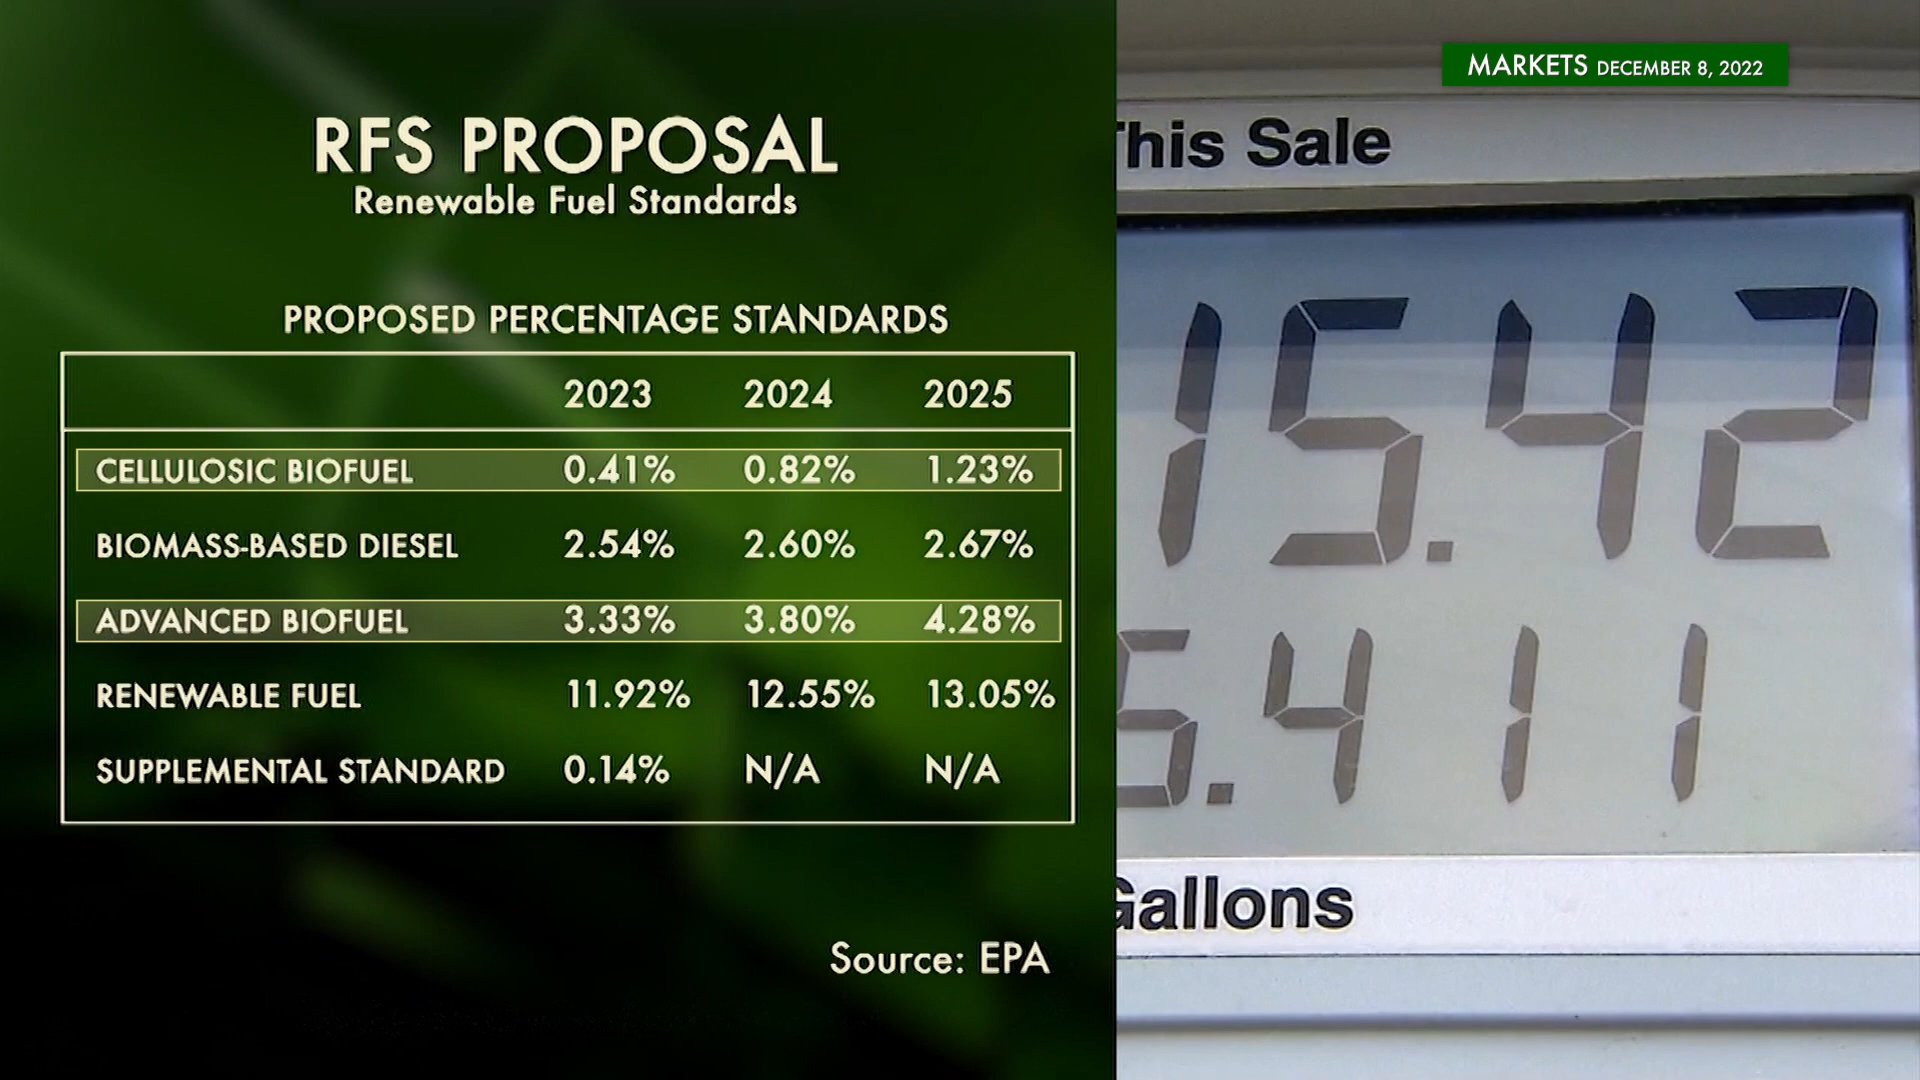 MARKETS DECEMBER 8, 2022
RFS PROPOSAL
Renewable Fuel Standards
PROPOSED PERCENTAGE STANDARDS
2023 2024 2025
CELLULOSIC BIOFUEL 0.41% 0.82% 1.23%
BIOMASS-BASED DIESEL 2.54% 2.60% 2.67%
ADVANCED BIOFUEL 3.33% 3.80% 4.28%
RENEWABLE FUEL 11.92% 12.55% 13.05%
SUPPLEMENTAL STANDARD 0.14% N/A N/A
Source: EPA
This Sale
15.42
5.411
Gallons